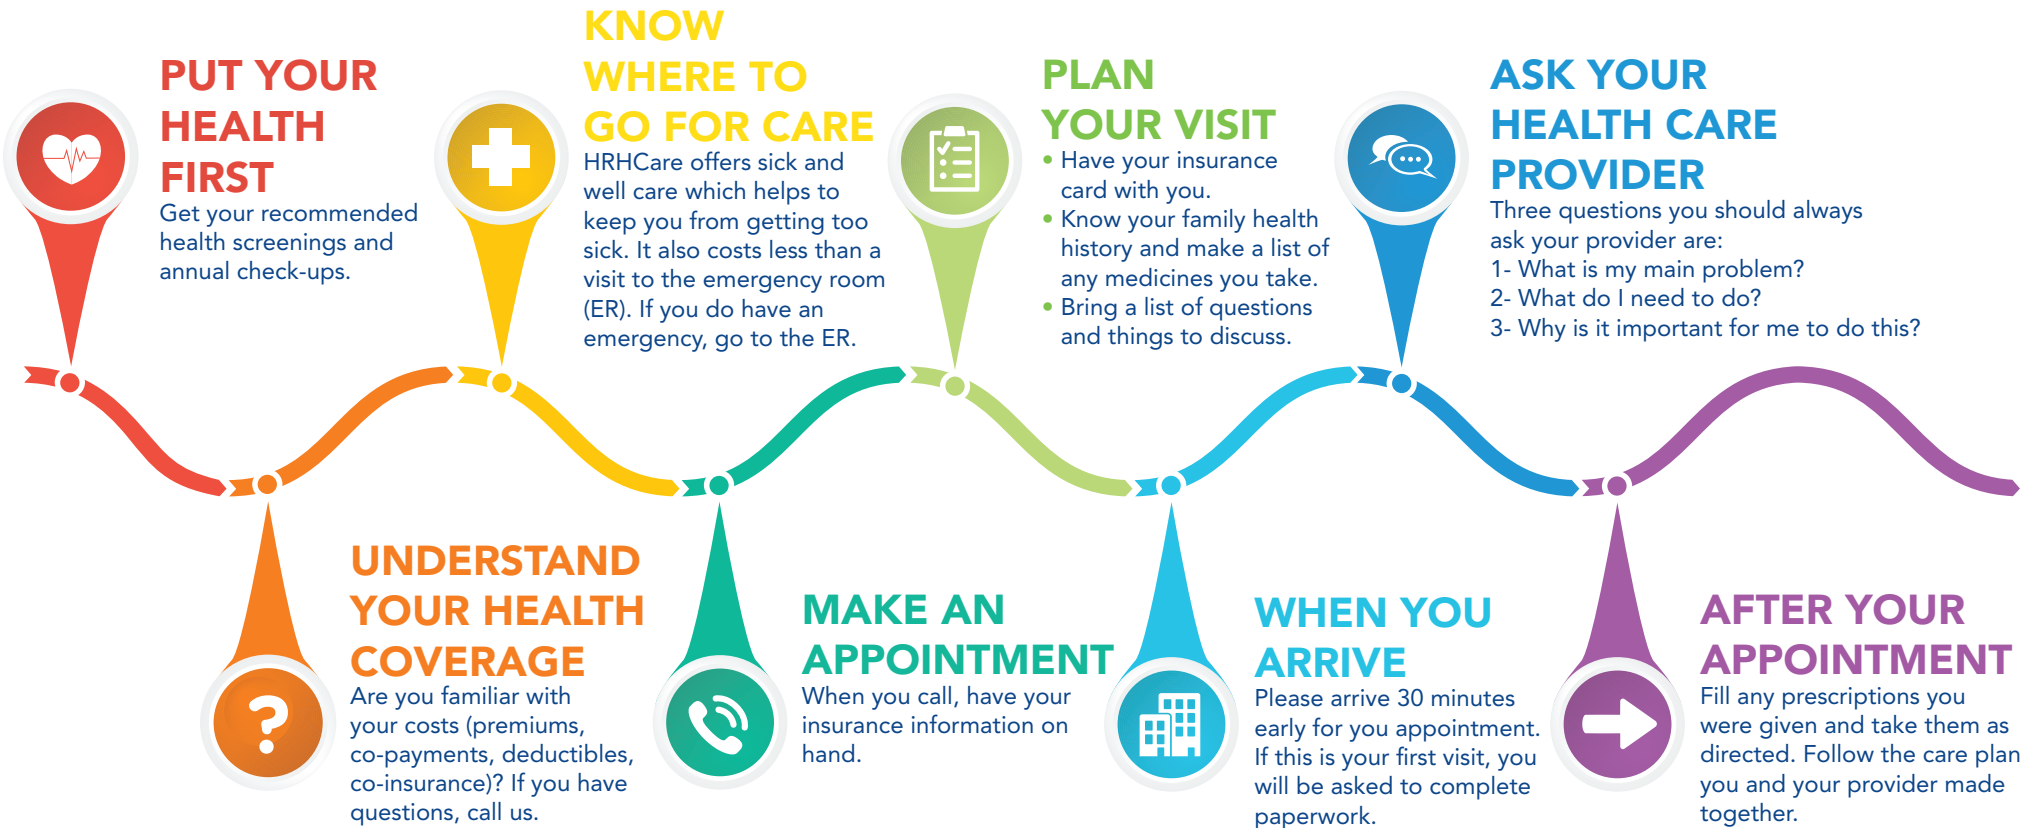 PUT YOUR
HEALTH
FIRST
Get your recommended
health screenings and
annual check-ups.
UNDERSTAND
YOUR HEALTH
COVERAGE
Are you familiar with
your costs (premiums,
co-payments, deductibles,
co-insurance)? If you have
questions, call us.
KNOW
WHERE TO
GO FOR CARE
HRHCare offers sick and
well care which helps to
keep you from getting too
sick. It also costs less than a
visit to the emergency room
(ER). If you do have an
emergency, go to the ER.
MAKE AN
APPOINTMENT
When you call, have your
insurance information on
hand.
PLAN
YOUR VISIT
• Have your insurance
card with you.
• Know your family health
history and make a list of
any medicines you take.
• Bring a list of questions
and things to discuss.
WHEN YOU
ARRIVE
Please arrive 30 minutes
early for you appointment.
If this is your first visit, you
will be asked to complete
paperwork.
ASK YOUR
HEALTH CARE
PROVIDER
Three questions you should always
ask your provider are:
1- What is my main problem?
2- What do I need to do?
3- Why is it important for me to do this?
AFTER YOUR
APPOINTMENT
Fill any prescriptions you
were given and take them as
directed. Follow the care plan
you and your provider made
together.